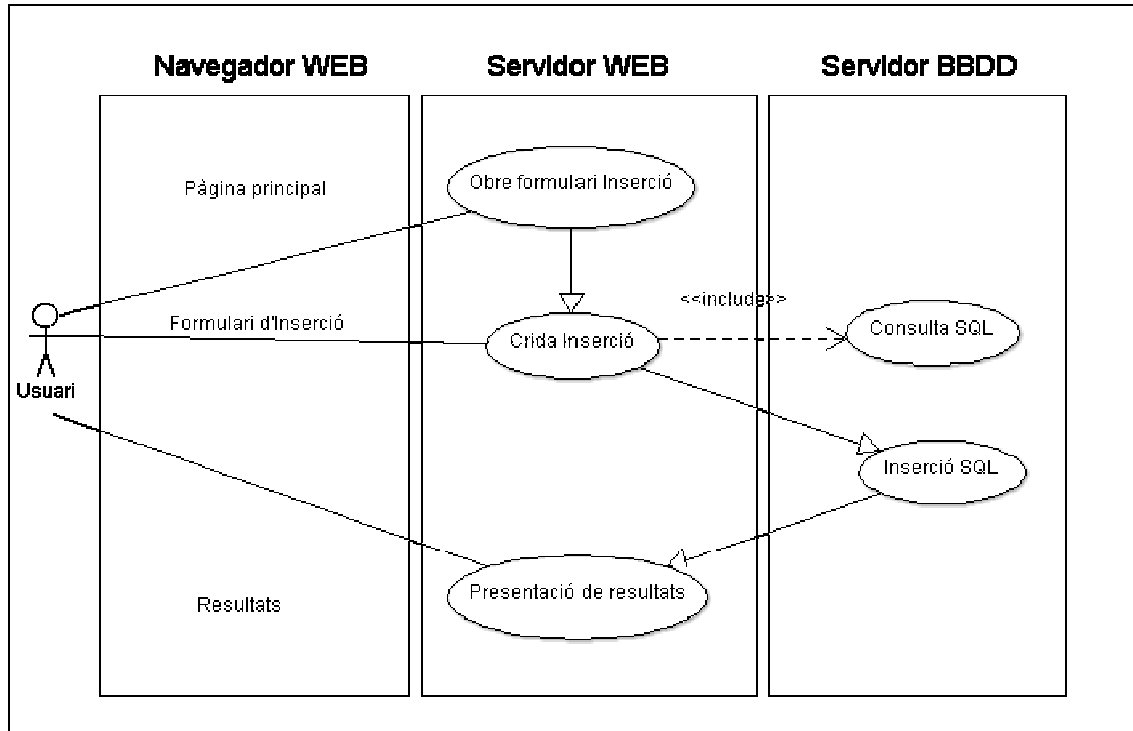 Navegador WEB
Servidor WEB
Servidor BBDD
Pàgina principal
Obre formulari Inserció
<<include>>
Formulari d'Inserció
Crida Inserció
Consulta SQL
Usuari
Inserció SQL
Presentació de resultats
Resultats